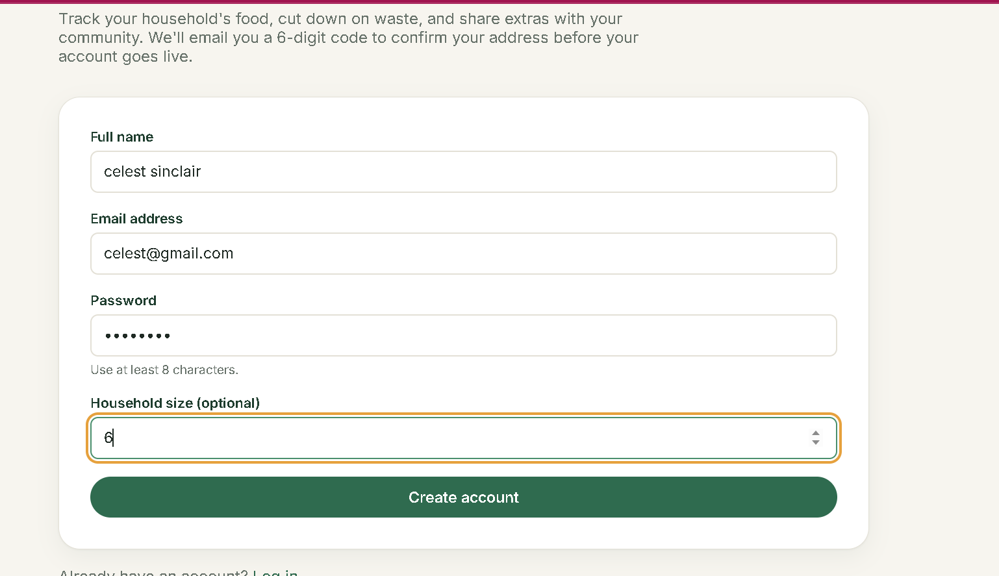 Track your household's food, cut down on waste, and share extras with your
community. We'll email you a 6-digit code to confirm your address before your
account goes live.
Full name
celest sinclair
Email address
celest@gmail.com
Password
••••••••
Use at least 8 characters.
Household size (optional)
6
Create account
Already have an account? Log in